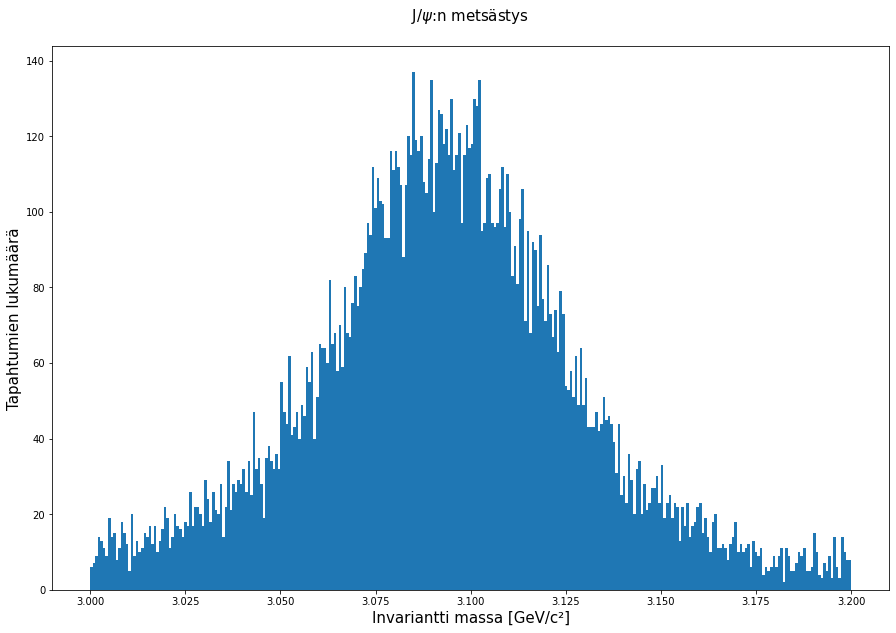 J/ψ:n metsästys
140
120
100
80
60
40
20
0
Tapahtumien lukumäärä
3.000 3.025 3.050 3.075 3.100 3.125 3.150 3.175 3.200
Invariantti massa [GeV/c²]